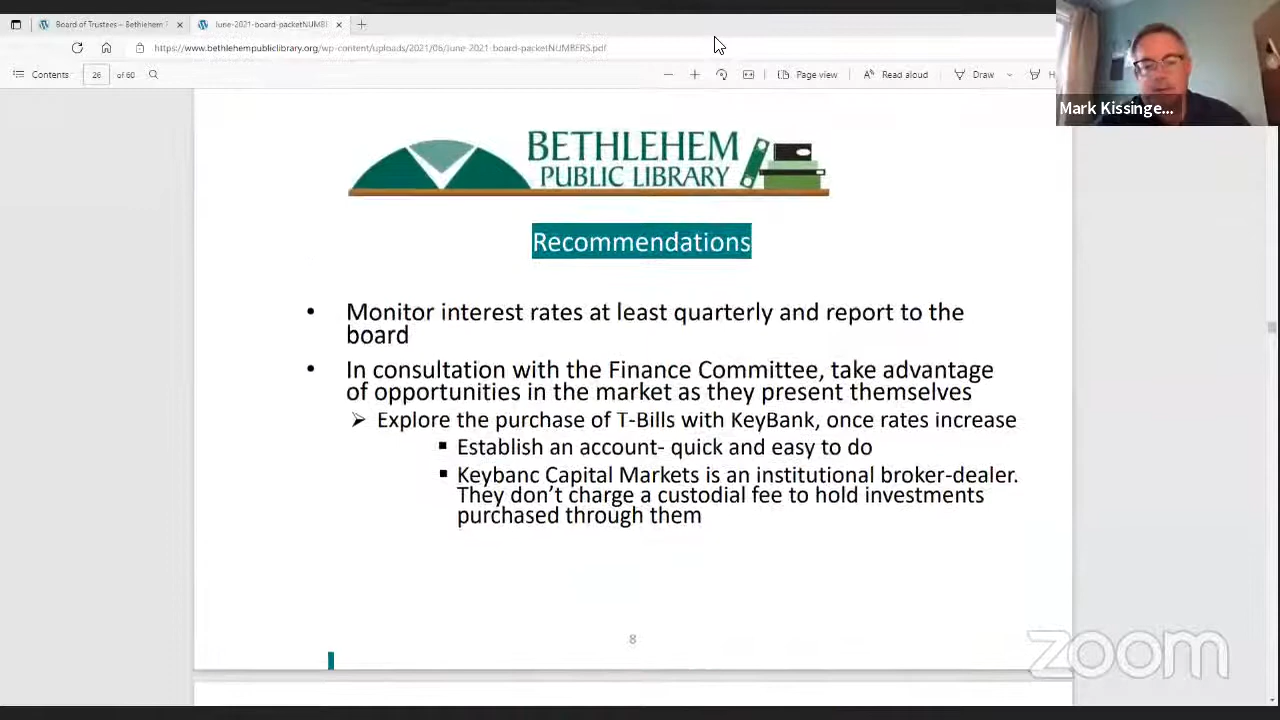 Board of Trustees – Bethlehem
June-2021-board-packetNUMBE
https://www.bethlehempubliclibrary.org/wp-content/uploads/2021/06/June-2021-board-packetNUMBERS.pdf
Contents
26
of 60
Page view
Read aloud
Draw
H
Mark Kissinge...
BETHLEHEM
PUBLIC LIBRARY
Recommendations
• Monitor interest rates at least quarterly and report to the
board
• In consultation with the Finance Committee, take advantage
of opportunities in the market as they present themselves
➢ Explore the purchase of T-Bills with KeyBank, once rates increase
▪ Establish an account- quick and easy to do
▪ Keybanc Capital Markets is an institutional broker-dealer.
They don’t charge a custodial fee to hold investments
purchased through them
8
zoom